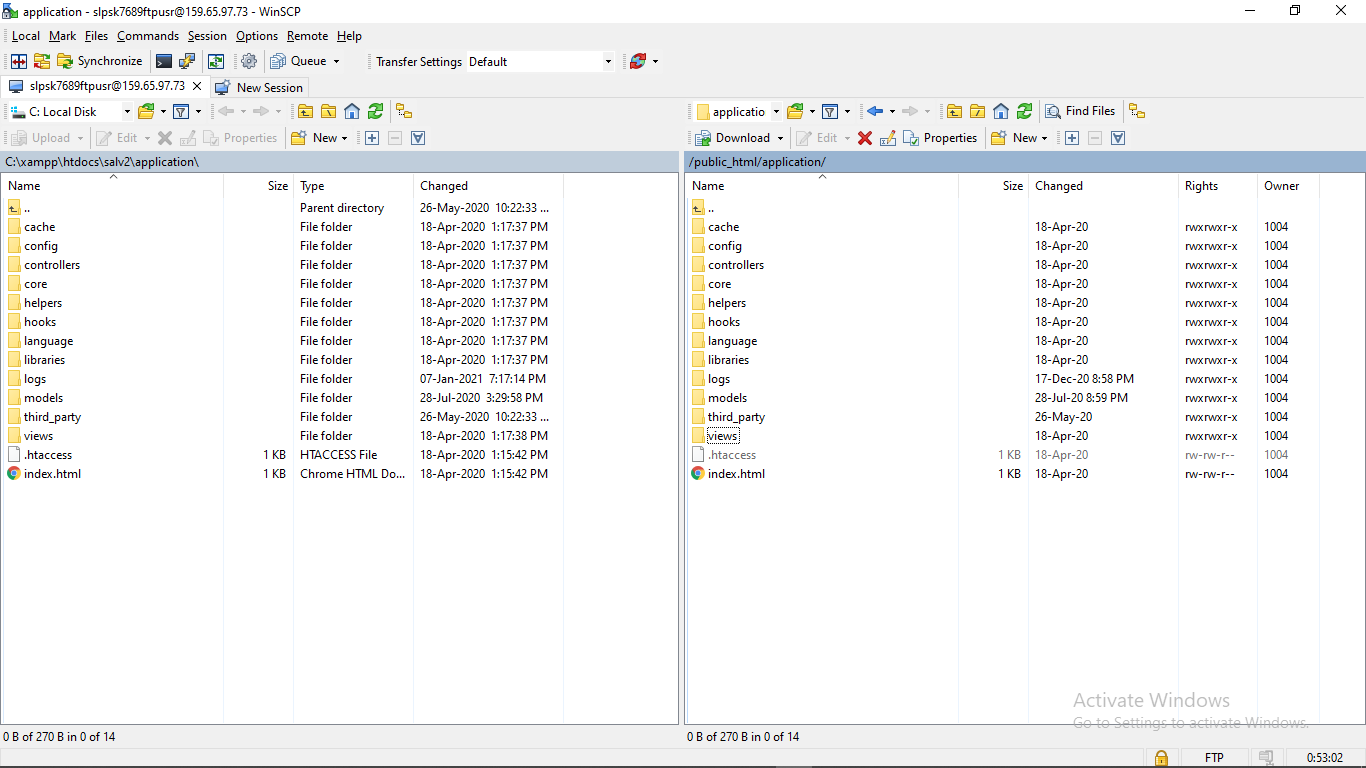 application - slpsk7689ftpusr@159.65.97.73 - WinSCP
Local Mark Files Commands Session Options Remote Help
Synchronize Queue Transfer Settings Default
slpsk7689ftpusr@159.65.97.73 New Session
C: Local Disk applicatio Find Files
Upload Edit Properties New Download Edit Properties New
C:\xampp\htdocs\salv2\application\ /public_html/application/
Name Size Type Changed Name Size Changed Rights Owner
.. Parent directory 26-May-2020 10:22:33 ... ..
cache File folder 18-Apr-2020 1:17:37 PM cache 18-Apr-20 rwxrwxr-x 1004
config File folder 18-Apr-2020 1:17:37 PM config 18-Apr-20 rwxrwxr-x 1004
controllers File folder 18-Apr-2020 1:17:37 PM controllers 18-Apr-20 rwxrwxr-x 1004
core File folder 18-Apr-2020 1:17:37 PM core 18-Apr-20 rwxrwxr-x 1004
helpers File folder 18-Apr-2020 1:17:37 PM helpers 18-Apr-20 rwxrwxr-x 1004
hooks File folder 18-Apr-2020 1:17:37 PM hooks 18-Apr-20 rwxrwxr-x 1004
language File folder 18-Apr-2020 1:17:37 PM language 18-Apr-20 rwxrwxr-x 1004
libraries File folder 18-Apr-2020 1:17:37 PM libraries 18-Apr-20 rwxrwxr-x 1004
logs File folder 07-Jan-2021 7:17:14 PM logs 17-Dec-20 8:58 PM rwxrwxr-x 1004
models File folder 28-Jul-2020 3:29:58 PM models 28-Jul-20 8:59 PM rwxrwxr-x 1004
third_party File folder 26-May-2020 10:22:33 ... third_party 26-May-20 rwxrwxr-x 1004
views File folder 18-Apr-2020 1:17:38 PM views 18-Apr-20 rwxrwxr-x 1004
.htaccess 1 KB HTACCESS File 18-Apr-2020 1:15:42 PM .htaccess 1 KB 18-Apr-20 rw-rw-r-- 1004
index.html 1 KB Chrome HTML Do... 18-Apr-2020 1:15:42 PM index.html 1 KB 18-Apr-20 rw-rw-r-- 1004
Activate Windows
Go to Settings to activate Windows.
0 B of 270 B in 0 of 14 0 B of 270 B in 0 of 14
FTP 0:53:02